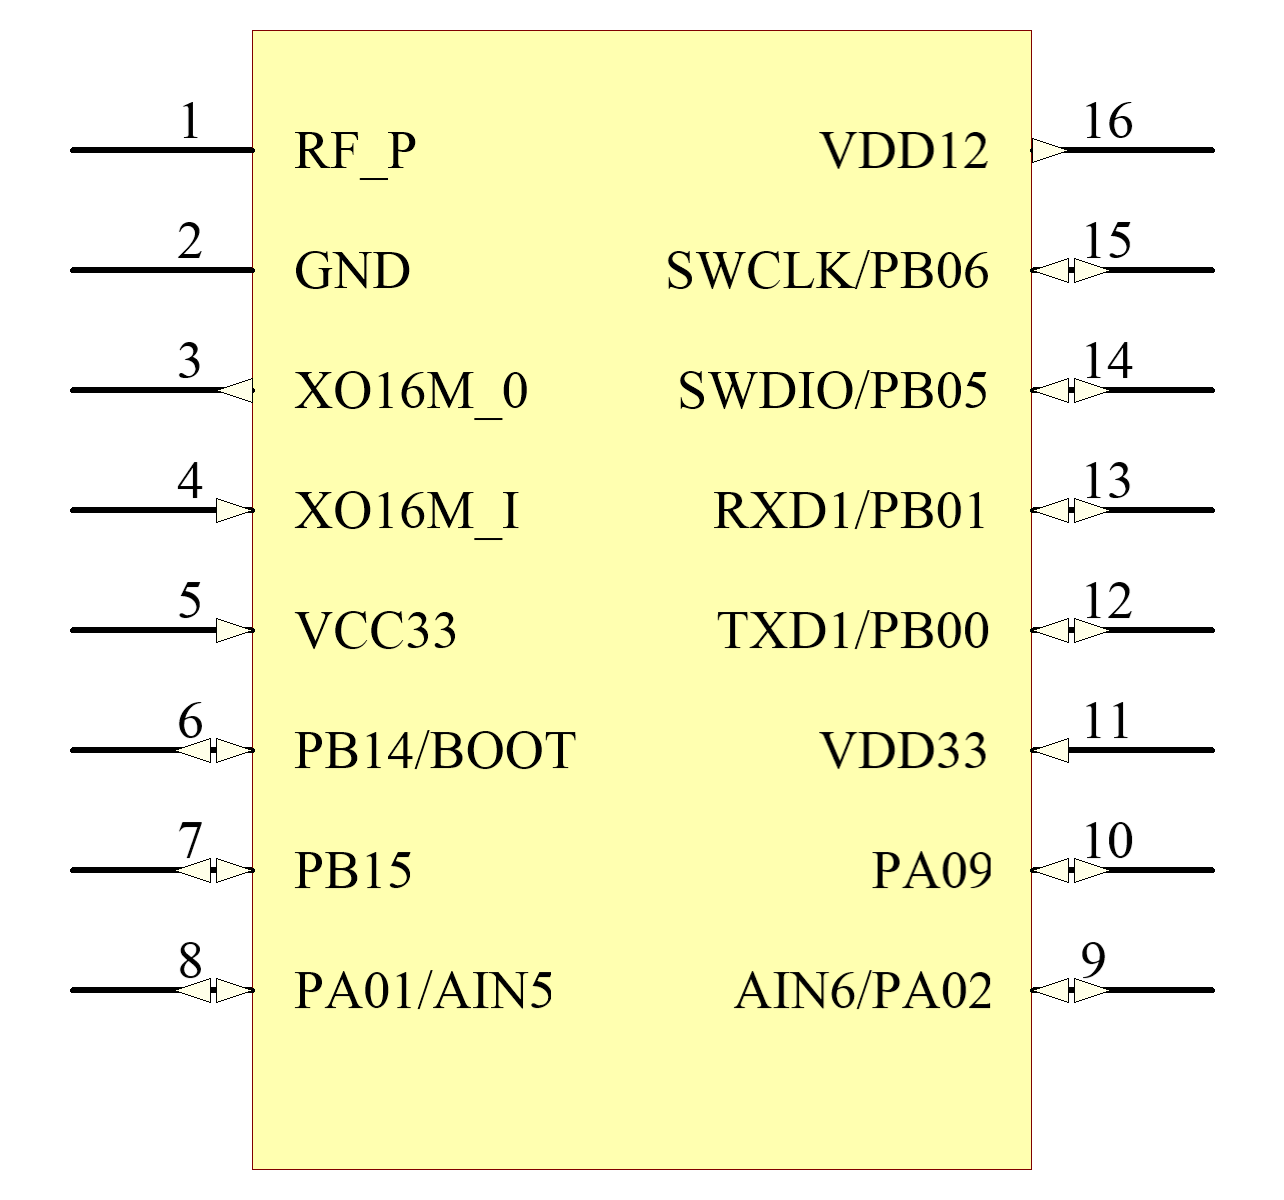 1 RF_P VDD12 16
2 GND SWCLK/PB06 15
3 XO16M_0 SWDIO/PB05 14
4 XO16M_I RXD1/PB01 13
5 VCC33 TXD1/PB00 12
6 PB14/BOOT VDD33 11
7 PB15 PA09 10
8 PA01/AIN5 AIN6/PA02 9